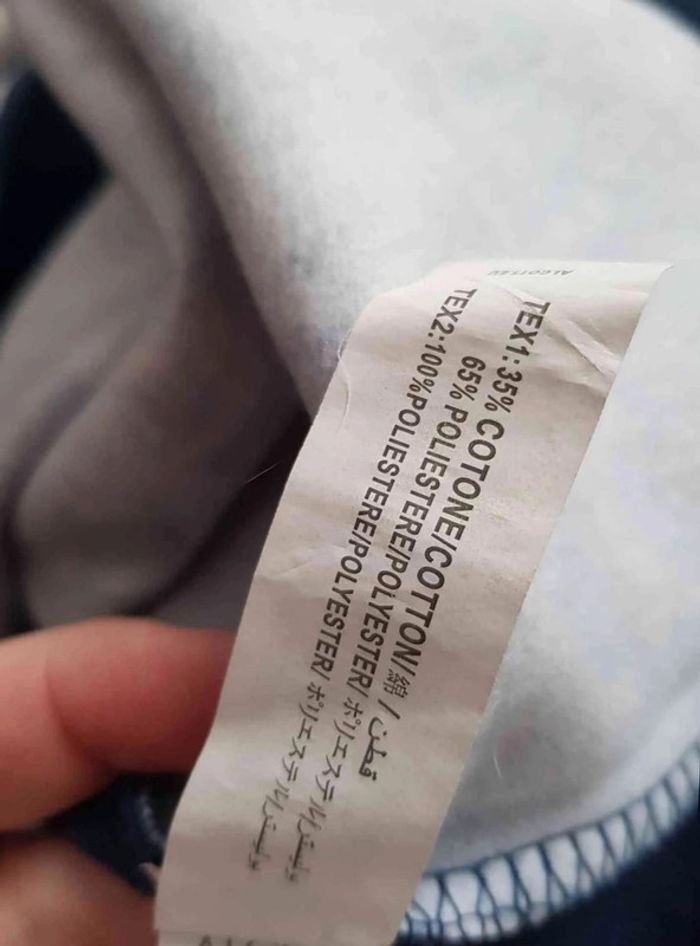 TEX1:35% COTONE/COTTON/綿 / قطن
65% POLIESTERE/POLYESTER/ポリエステル/بوليستر
TEX2:100%POLIESTERE/POLYESTER/ ポリエステル/بوليستر